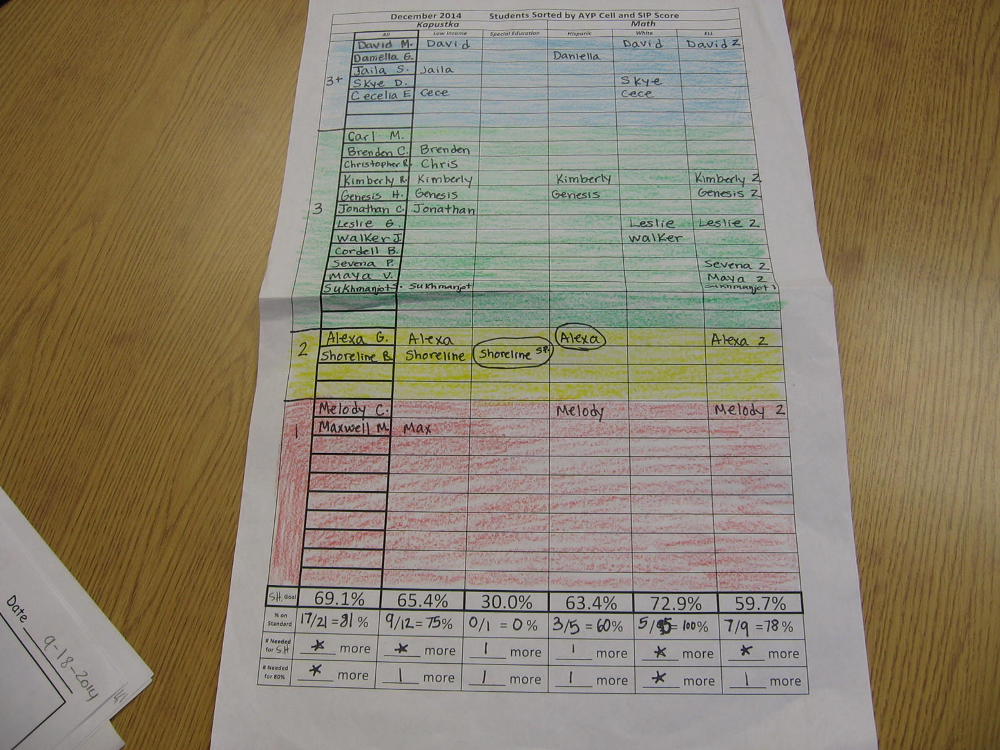 December 2014 Students Sorted by AYP Cell and SIP Score
Kapustka Math
All Low Income Special Education Hispanic White ELL
David M. David David David 2
Daniella G. Daniella
Jaila S. Jaila
3+
Skye D. Skye
Cecelia E Cece Cece
Carl M.
Brenden C. Brenden
Christopher R. Chris
Kimberly R. Kimberly Kimberly Kimberly 2
Genesis H. Genesis Genesis Genesis 2
3 Jonathan C. Jonathan
Leslie G. Leslie Leslie 2
Walker J. Walker
Cordell B.
Sevena P. Sevena 2
Maya V. Maya 2
Sukhmanjot S. Sukhmanjot Sukhmanjot 1
2 Alexa G. Alexa Alexa Alexa 2
Shoreline B. Shoreline Shoreline SP.
Melody C. Melody Melody 2
1 Maxwell M. Max
S.H. Goal 69.1% 65.4% 30.0% 63.4% 72.9% 59.7%
% on Standard 17/21 = 81 % 9/12 = 75% 0/1 = 0 % 3/5 = 60% 5/5 = 100% 7/9 = 78%
# Needed for S.H * more * more 1 more 1 more * more * more
# Needed for 80% * more 1 more 1 more 1 more * more 1 more
Date 9-18-2014